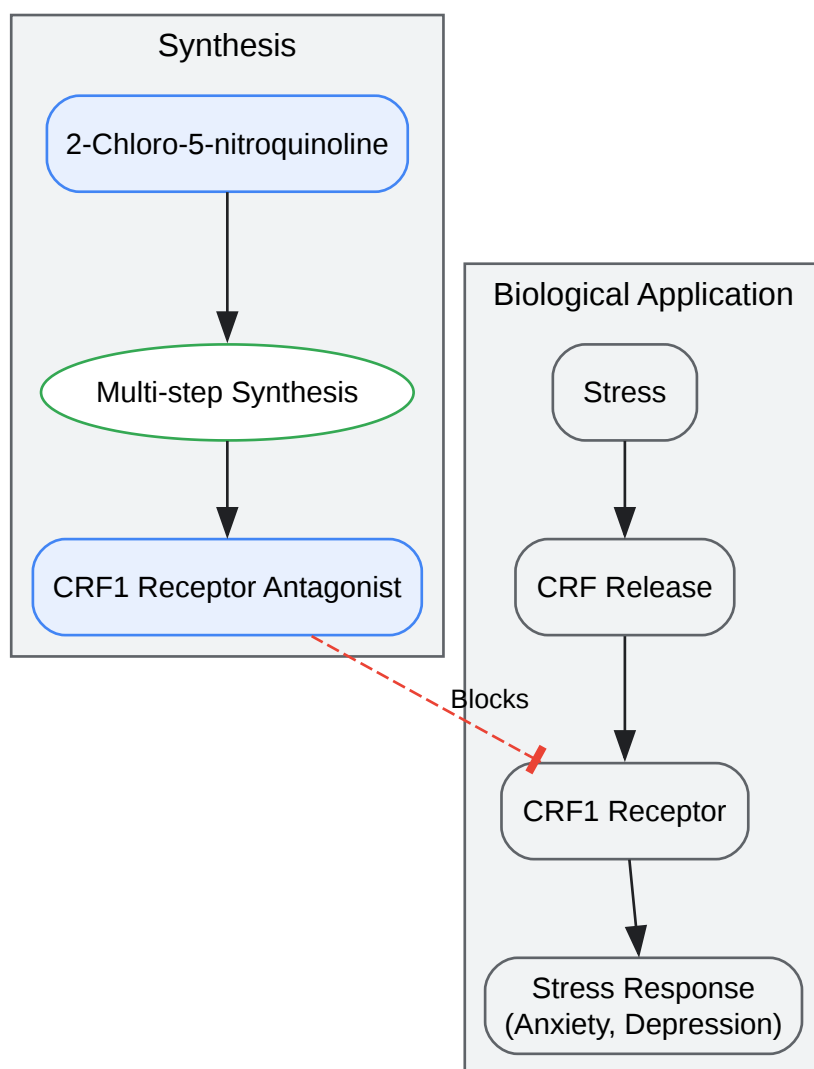 Synthesis
2-Chloro-5-nitroquinoline
Multi-step Synthesis
CRF1 Receptor Antagonist
Blocks
Biological Application
Stress
CRF Release
CRF1 Receptor
Stress Response
(Anxiety, Depression)